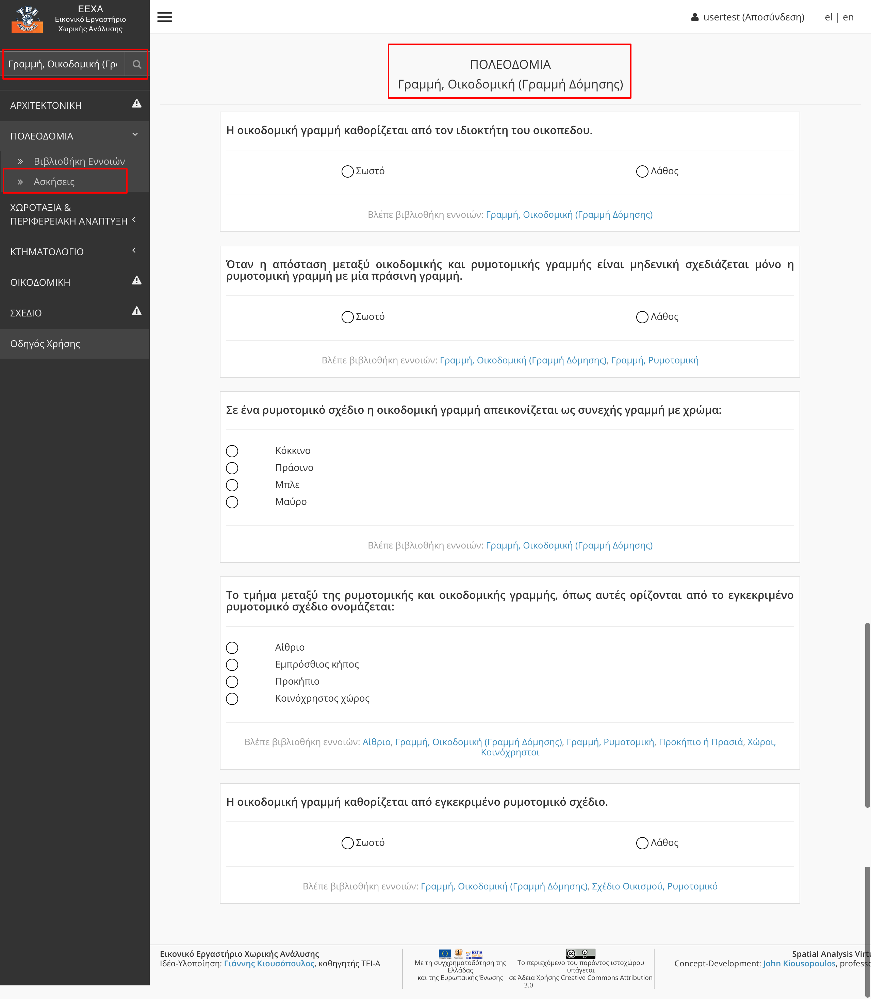 ΤΕΙ
ΑΘΗΝΑΣ
ΕΕΧΑ
Εικονικό Εργαστήριο
Χωρικής Ανάλυσης
usertest (Αποσύνδεση)
el | en
Γραμμή, Οικοδομική (Γρ
ΑΡΧΙΤΕΚΤΟΝΙΚΗ
ΠΟΛΕΟΔΟΜΙΑ
Βιβλιοθήκη Εννοιών
Ασκήσεις
ΧΩΡΟΤΑΞΙΑ &
ΠΕΡΙΦΕΡΕΙΑΚΗ ΑΝΑΠΤΥΞΗ
ΚΤΗΜΑΤΟΛΟΓΙΟ
ΟΙΚΟΔΟΜΙΚΗ
ΣΧΕΔΙΟ
Οδηγός Χρήσης
ΠΟΛΕΟΔΟΜΙΑ
Γραμμή, Οικοδομική (Γραμμή Δόμησης)
Η οικοδομική γραμμή καθορίζεται από τον ιδιοκτήτη του οικοπεδου.
Σωστό
Λάθος
Βλέπε βιβλιοθήκη εννοιών: Γραμμή, Οικοδομική (Γραμμή Δόμησης)
Όταν η απόσταση μεταξύ οικοδομικής και ρυμοτομικής γραμμής είναι μηδενική σχεδιάζεται μόνο η
ρυμοτομική γραμμή με μία πράσινη γραμμή.
Σωστό
Λάθος
Βλέπε βιβλιοθήκη εννοιών: Γραμμή, Οικοδομική (Γραμμή Δόμησης), Γραμμή, Ρυμοτομική
Σε ένα ρυμοτομικό σχέδιο η οικοδομική γραμμή απεικονίζεται ως συνεχής γραμμή με χρώμα:
Κόκκινο
Πράσινο
Μπλε
Μαύρο
Βλέπε βιβλιοθήκη εννοιών: Γραμμή, Οικοδομική (Γραμμή Δόμησης)
Το τμήμα μεταξύ της ρυμοτομικής και οικοδομικής γραμμής, όπως αυτές ορίζονται από το εγκεκριμένο
ρυμοτομικό σχέδιο ονομάζεται:
Αίθριο
Εμπρόσθιος κήπος
Προκήπιο
Κοινόχρηστος χώρος
Βλέπε βιβλιοθήκη εννοιών: Αίθριο, Γραμμή, Οικοδομική (Γραμμή Δόμησης), Γραμμή, Ρυμοτομική, Προκήπιο ή Πρασιά, Χώροι,
Κοινόχρηστοι
Η οικοδομική γραμμή καθορίζεται από εγκεκριμένο ρυμοτομικό σχέδιο.
Σωστό
Λάθος
Βλέπε βιβλιοθήκη εννοιών: Γραμμή, Οικοδομική (Γραμμή Δόμησης), Σχέδιο Οικισμού, Ρυμοτομικό
Εικονικό Εργαστήριο Χωρικής Ανάλυσης
Ιδέα-Υλοποίηση: Γιάννης Κιουσόπουλος, καθηγητής ΤΕΙ-Α
ΕΣΠΑ
Με τη συγχρηματοδότηση της
Ελλάδας
και της Ευρωπαικής Ένωσης
cc BY
Το περιεχόμενο του παρόντος ιστοχώρου
υπάγεται
σε Άδεια Χρήσης Creative Commons Attribution
3.0
Spatial Analysis Virtu
Concept-Development: John Kiousopoulos, profess